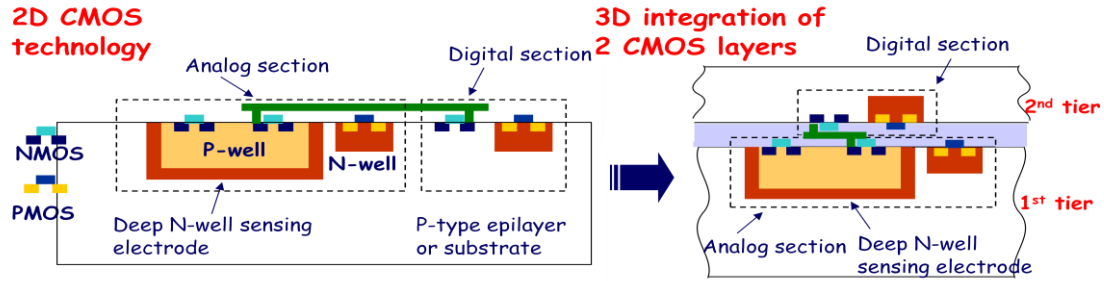 2D CMOS
technology
3D integration of
2 CMOS layers
Analog section
Digital section
Digital section
2nd tier
NMOS
P-well
N-well
PMOS
1st tier
Deep N-well sensing
electrode
P-type epilayer
or substrate
Analog section
Deep N-well
sensing electrode